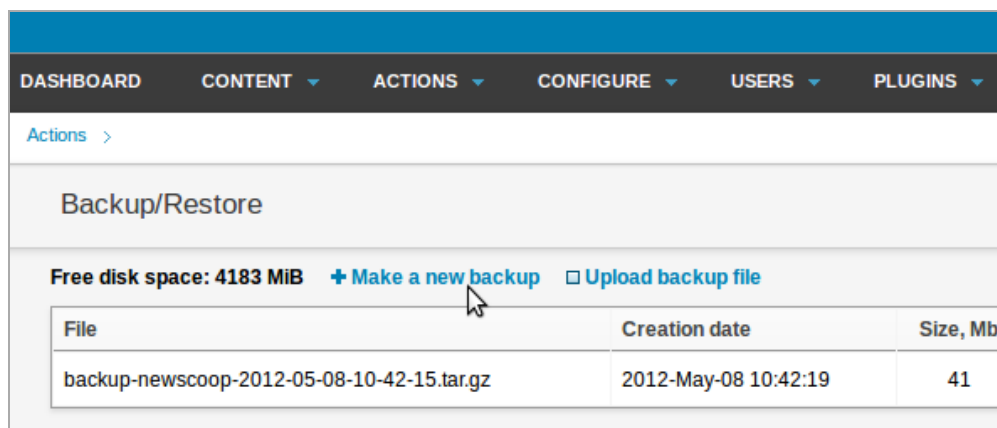 DASHBOARD CONTENT ACTIONS CONFIGURE USERS PLUGINS
Actions >
Backup/Restore
Free disk space: 4183 MiB Make a new backup Upload backup file
File Creation date Size, Mb
backup-newscoop-2012-05-08-10-42-15.tar.gz 2012-May-08 10:42:19 41